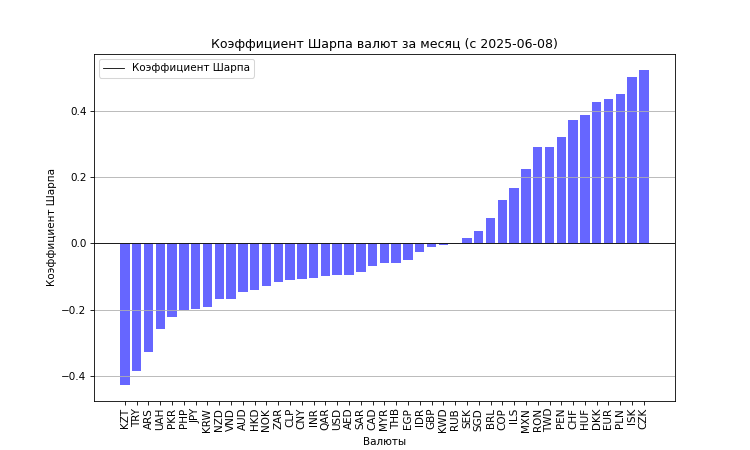 Коэффициент Шарпа валют за месяц (с 2025-06-08)
Коэффициент Шарпа
Коэффициент Шарпа
0.4
0.2
0.0
−0.2
−0.4
KZT
TRY
ARS
UAH
PKR
PHP
JPY
KRW
NZD
VND
AUD
HKD
NOK
ZAR
CLP
CNY
INR
QAR
USD
AED
SAR
CAD
MYR
THB
EGP
IDR
GBP
KWD
RUB
SEK
SGD
BRL
COP
ILS
MXN
RON
TWD
PEN
CHF
HUF
DKK
EUR
PLN
ISK
CZK
Валюты